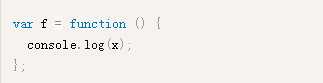 var f = function () {
  console.log(x);
};